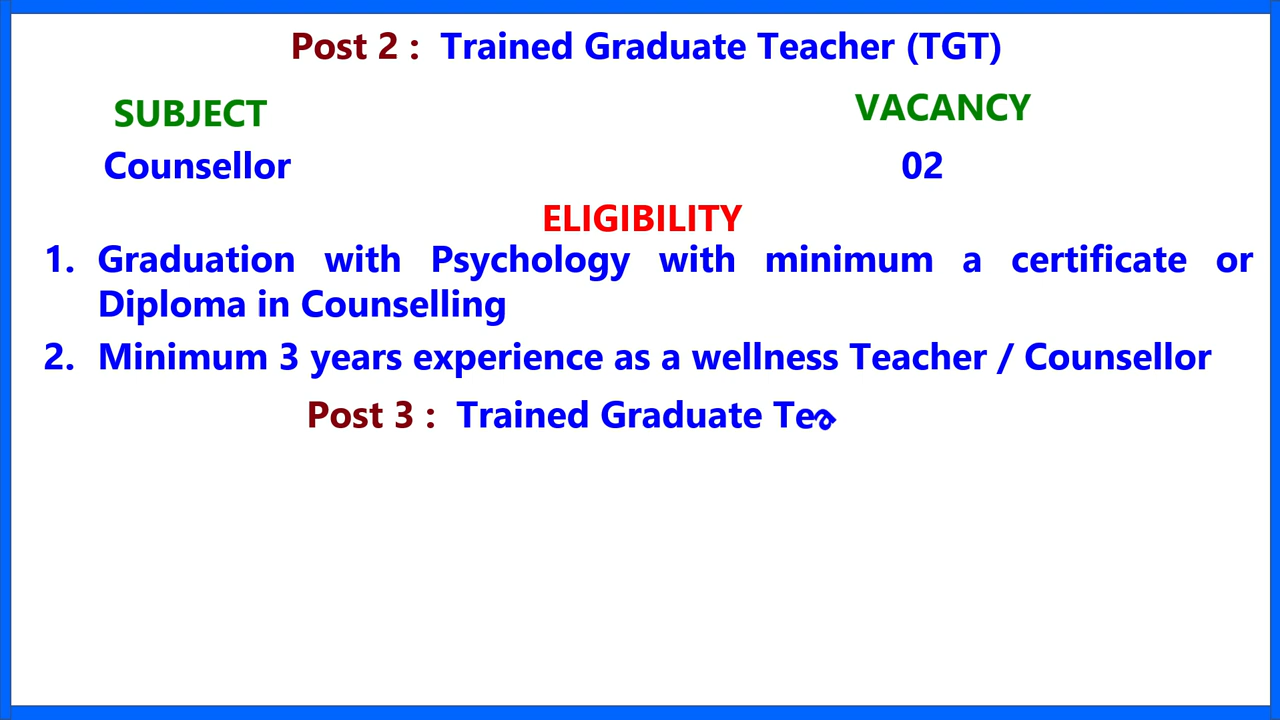 Post 2 : Trained Graduate Teacher (TGT)
SUBJECT VACANCY
Counsellor 02
ELIGIBILITY
1. Graduation with Psychology with minimum a certificate or
Diploma in Counselling
2. Minimum 3 years experience as a wellness Teacher / Counsellor
Post 3 : Trained Graduate Te